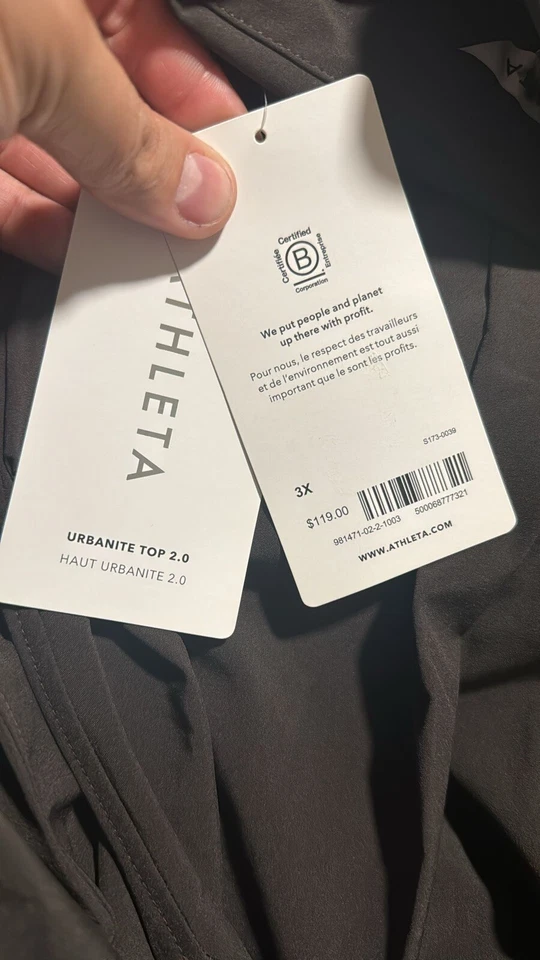 ATHLETA
URBANITE TOP 2.0
HAUT URBANITE 2.0
Certified
Certifiée
B
Entreprise
Corporation
We put people and planet
up there with profit.
Pour nous, le respect des travailleurs
et de l'environnement est tout aussi
important que le sont les profits.
S173-0039
3X
$119.00
981471-02-2-1003 500068777321
WWW.ATHLETA.COM
A